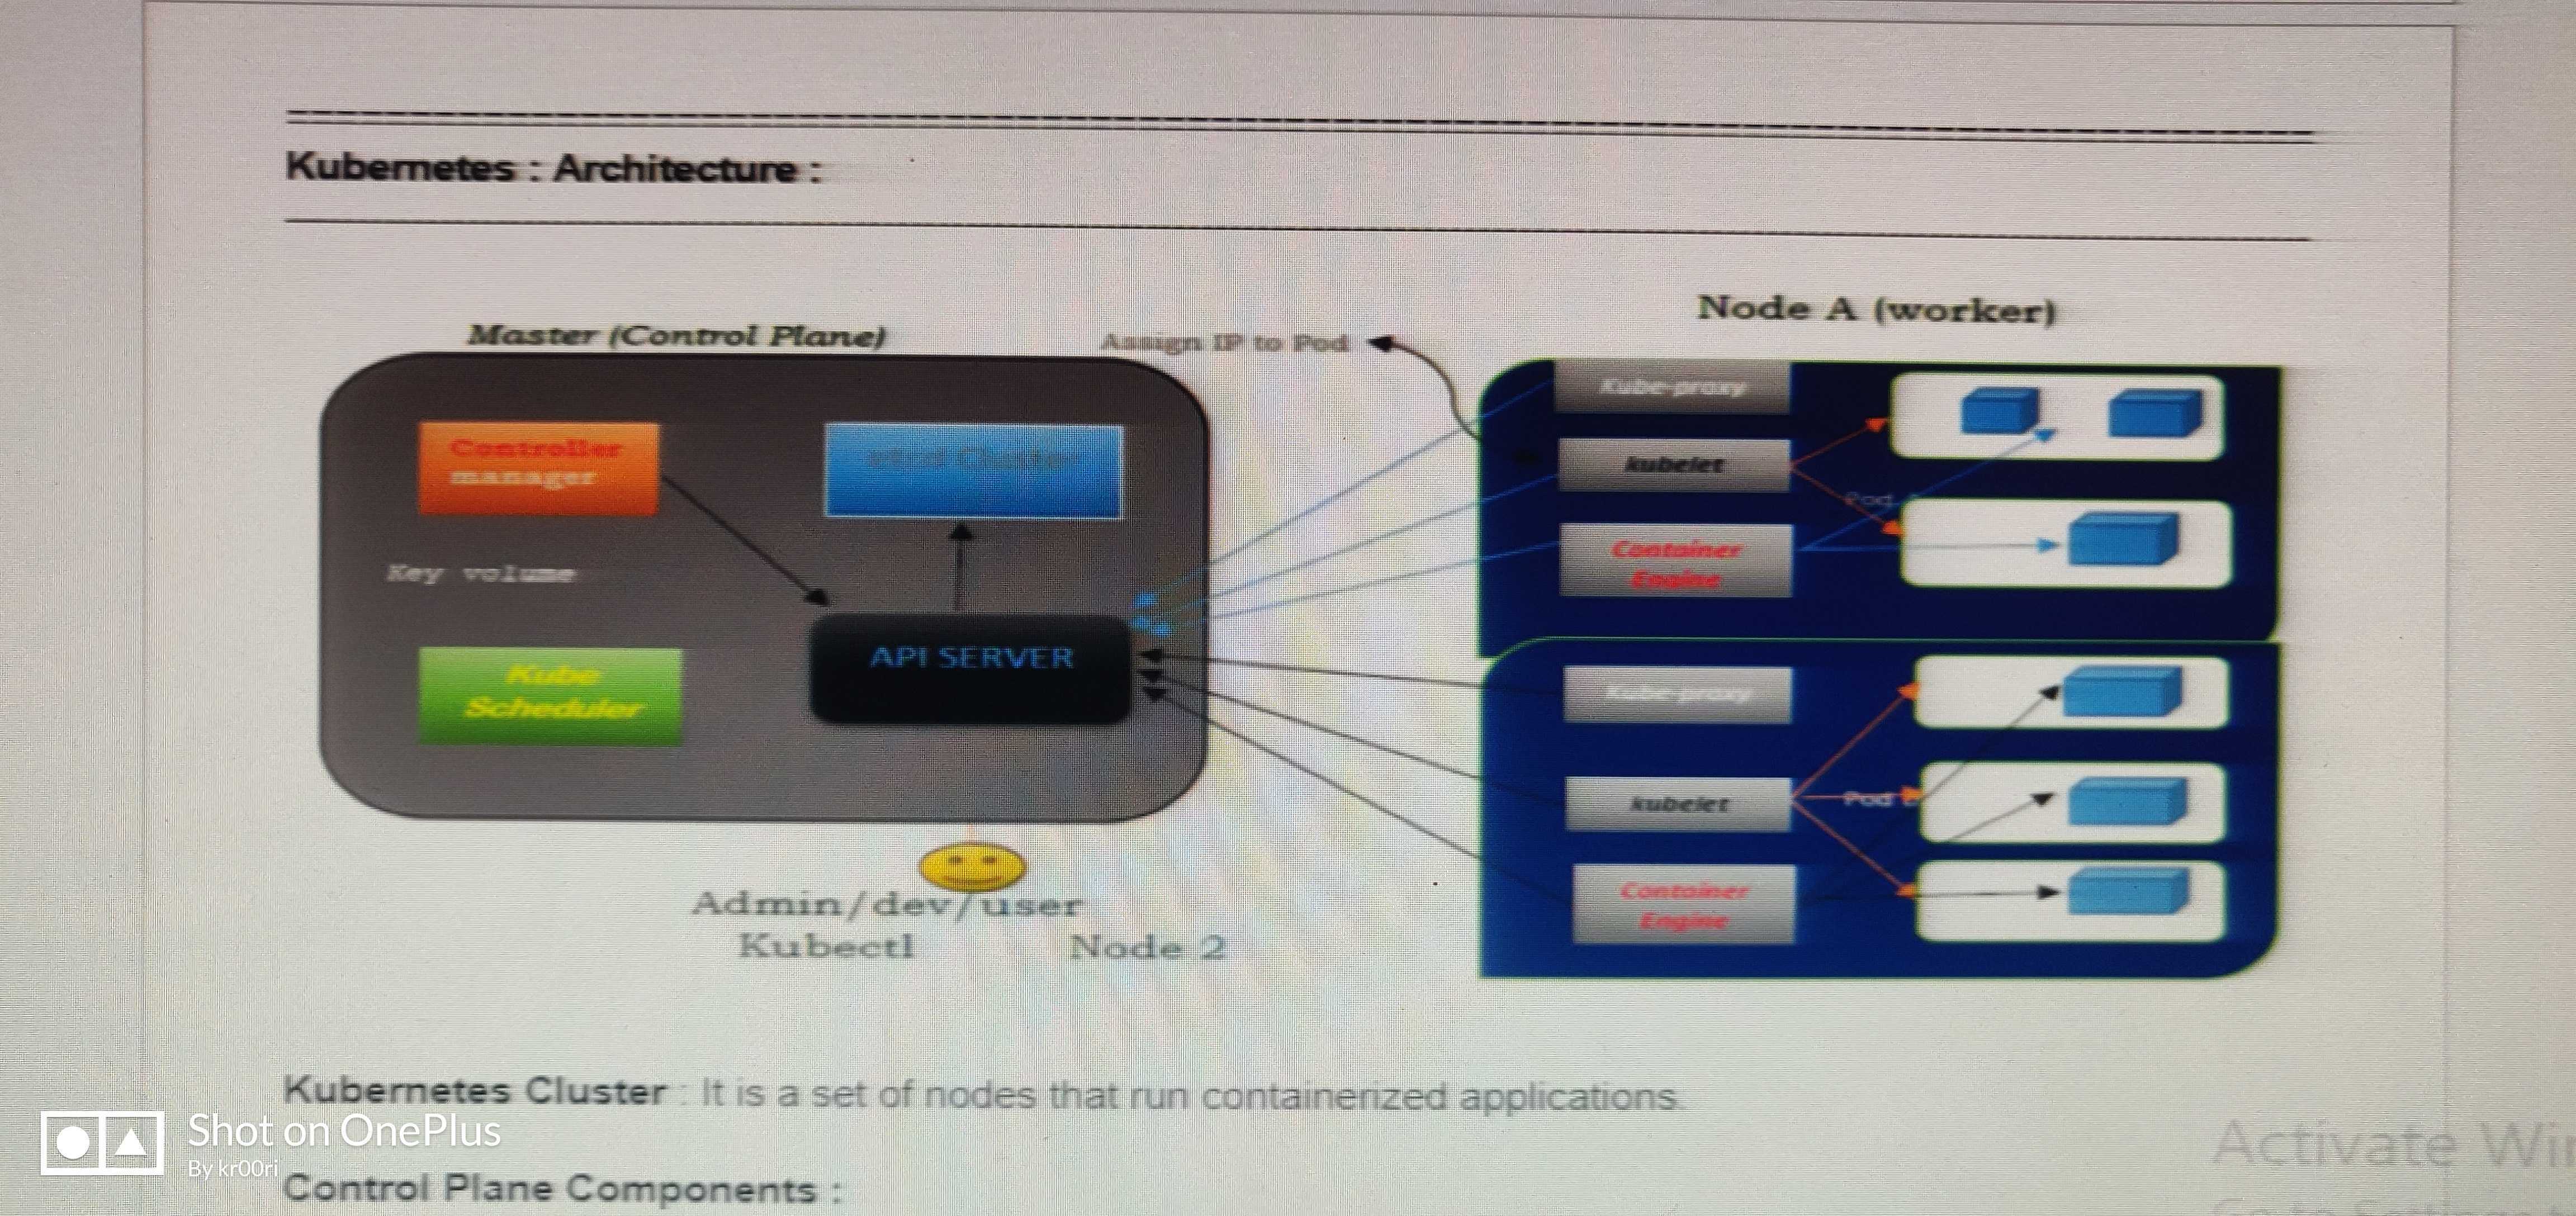 Kubernetes : Architecture :
Master (Control Plane)
Assign IP to Pod
Node A (worker)
Controller
manager
etcd Cluster
Key volume
Kube
Scheduler
API SERVER
Kube-proxy
kubelet
Container
Engine
Pod
Kube-proxy
kubelet
Pod
Container
Engine
Admin/dev/user
Kubectl
Node 2
Kubernetes Cluster : It is a set of nodes that run containerized applications.
Control Plane Components :
Shot on OnePlus
By kr00ri
Activate Win